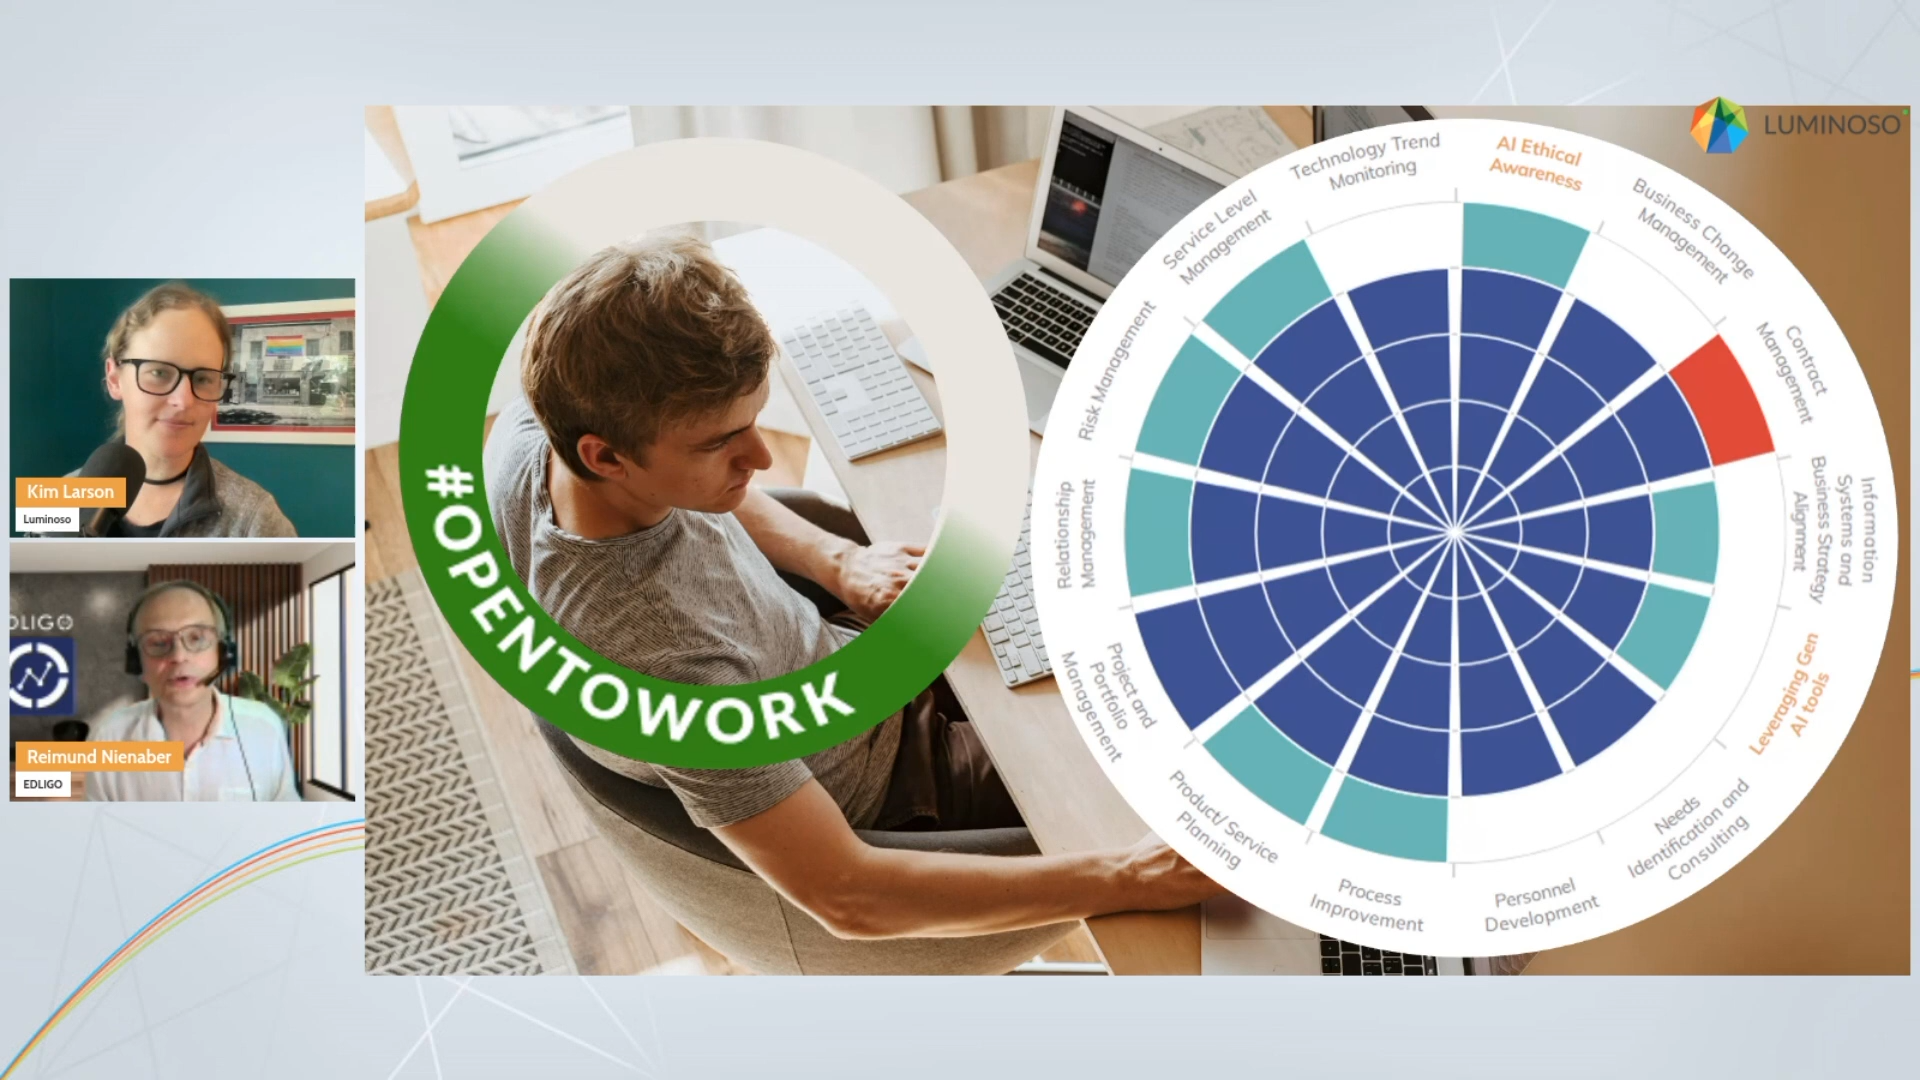 LUMINOSO
Kim Larson
Luminoso
DLIGO
Reimund Nienaber
EDLIGO
#OPENTOWORK
Technology Trend
Monitoring
AI Ethical
Awareness
Business Change
Management
Contract
Management
Information
Systems and
Business Strategy
Alignment
Leveraging Gen
AI tools
Needs
Identification and
Consulting
Personnel
Development
Process
Improvement
Product/ Service
Planning
Project and
Portfolio
Management
Relationship
Management
Risk Management
Service Level
Management